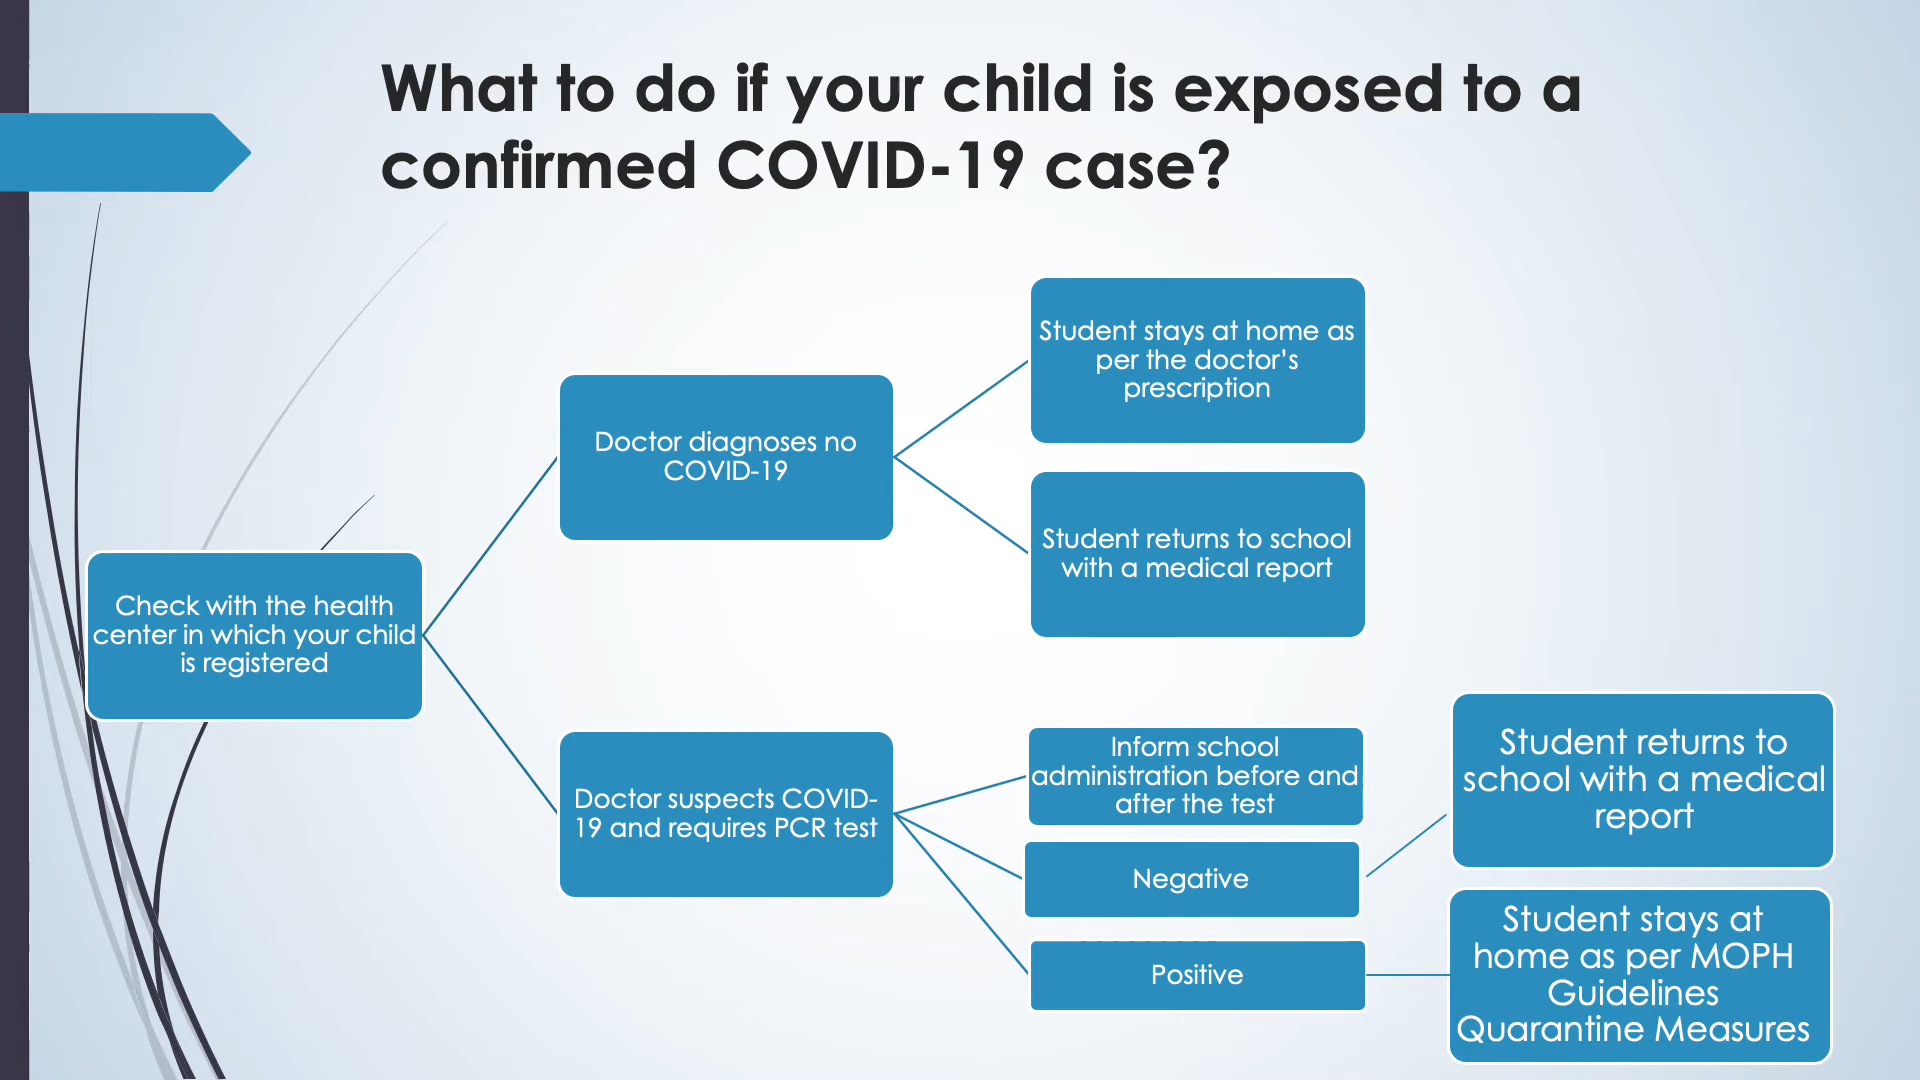 What to do if your child is exposed to a
confirmed COVID-19 case?
Check with the health
center in which your child
is registered
Doctor diagnoses no
COVID-19
Student stays at home as
per the doctor’s
prescription
Student returns to school
with a medical report
Doctor suspects COVID-
19 and requires PCR test
Inform school
administration before and
after the test
Negative
Student returns to
school with a medical
report
Positive
Student stays at
home as per MOPH
Guidelines
Quarantine Measures